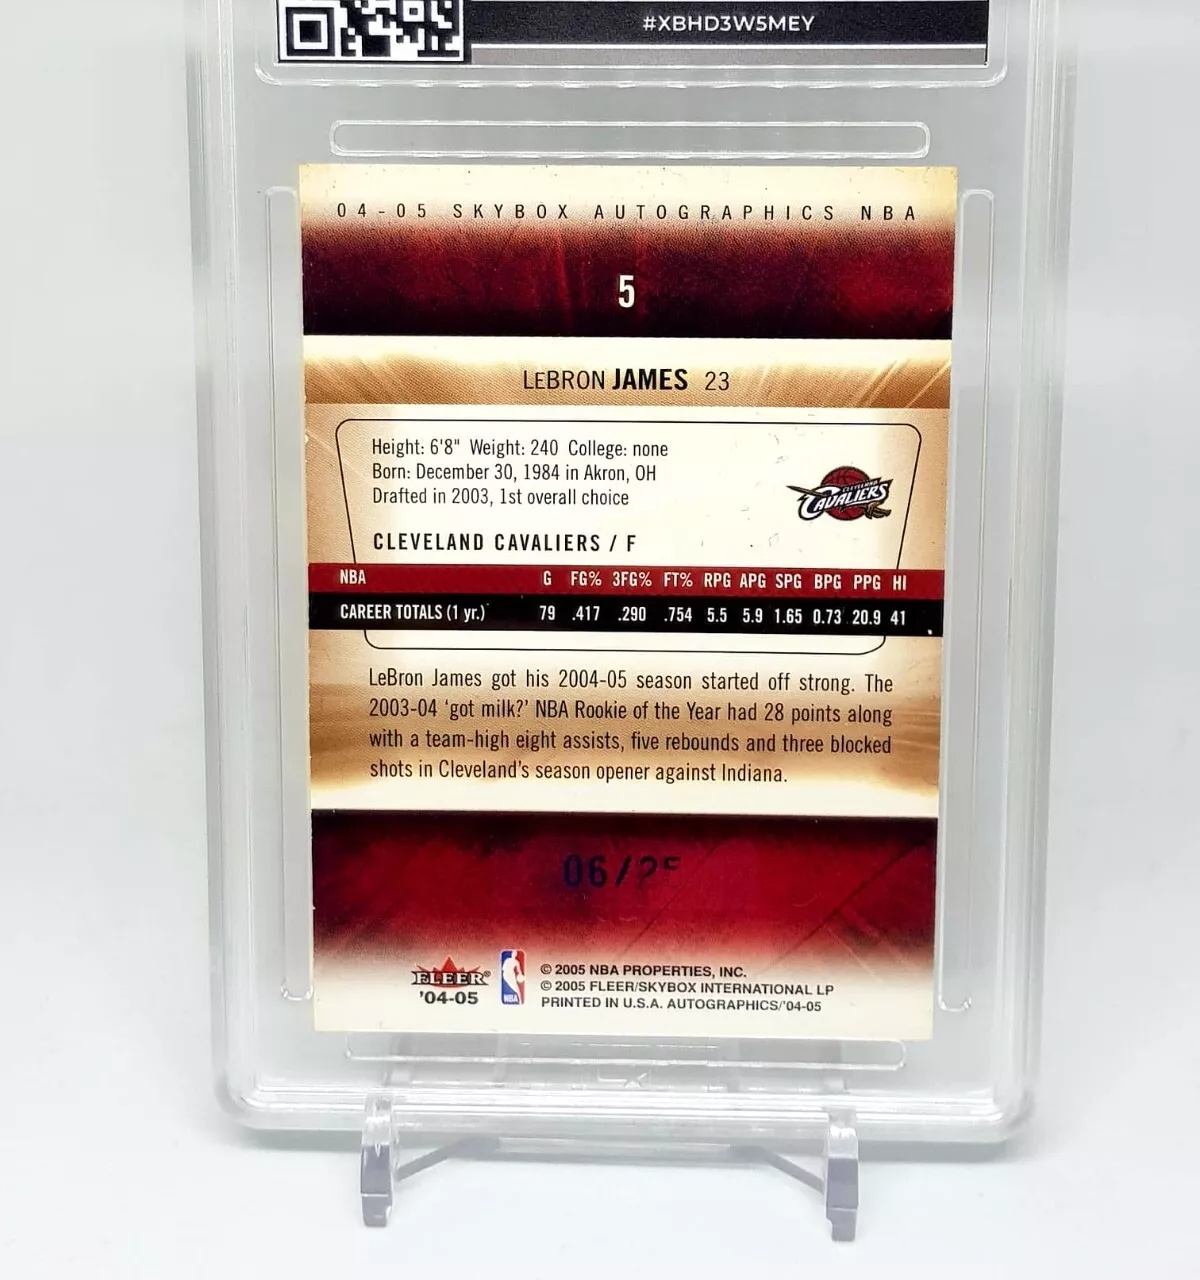 #XBHD3W5MEY
04-05 SKYBOX AUTOGRAPHICS NBA
5
LEBRON JAMES 23
Height: 6'8" Weight: 240 College: none
Born: December 30, 1984 in Akron, OH
Drafted in 2003, 1st overall choice
CLEVELAND CAVALIERS
CLEVELAND CAVALIERS / F
NBA G FG% 3FG% FT% RPG APG SPG BPG PPG HI
CAREER TOTALS (1 yr.) 79 .417 .290 .754 5.5 5.9 1.65 0.73 20.9 41
LeBron James got his 2004-05 season started off strong. The
2003-04 'got milk?' NBA Rookie of the Year had 28 points along
with a team-high eight assists, five rebounds and three blocked
shots in Cleveland's season opener against Indiana.
06/25
FLEER®
'04-05
NBA
© 2005 NBA PROPERTIES, INC.
© 2005 FLEER/SKYBOX INTERNATIONAL LP
PRINTED IN U.S.A. AUTOGRAPHICS/'04-05